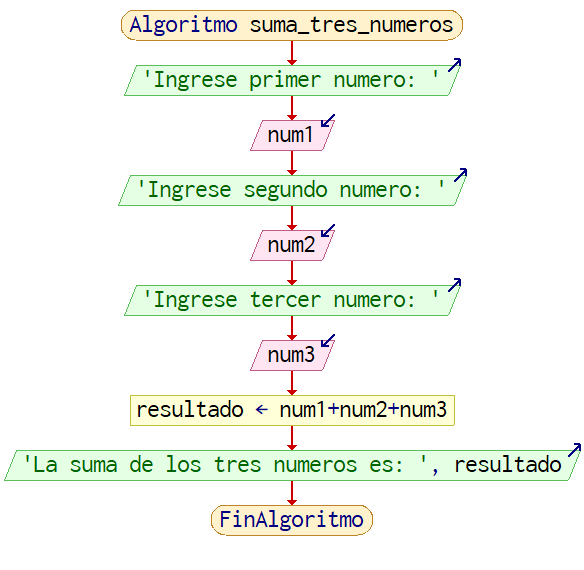 Algoritmo suma_tres_numeros
'Ingrese primer numero: '
num1
'Ingrese segundo numero: '
num2
'Ingrese tercer numero: '
num3
resultado ← num1+num2+num3
'La suma de los tres numeros es: ', resultado
FinAlgoritmo